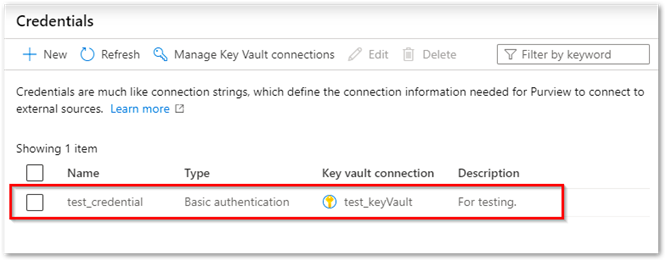 Credentials
New Refresh Manage Key Vault connections Edit Delete Filter by keyword
Credentials are much like connection strings, which define the connection information needed for Purview to connect to
external sources. Learn more
Showing 1 item
Name Type Key vault connection Description
test_credential Basic authentication test_keyVault For testing.